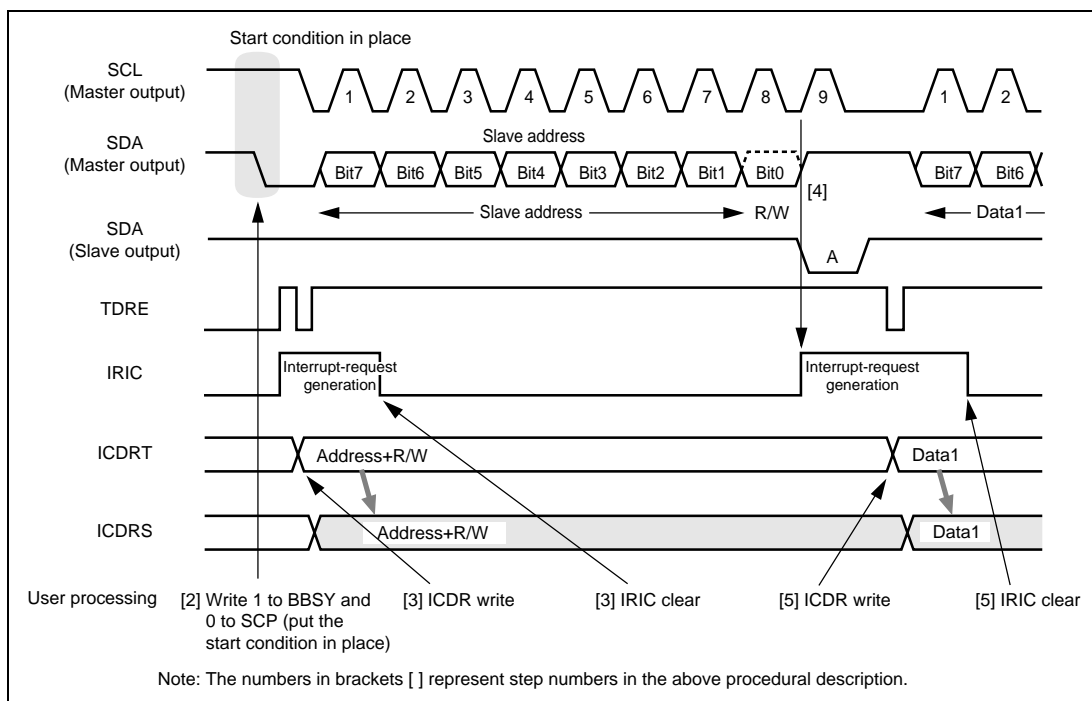 Start condition in place
SCL
(Master output)
1 2 3 4 5 6 7 8 9 1 2
Slave address
SDA
(Master output)
Bit7 Bit6 Bit5 Bit4 Bit3 Bit2 Bit1 Bit0 Bit7 Bit6
[4]
Slave address R/W Data1
SDA
(Slave output)
A
TDRE
IRIC
Interrupt-request
generation
Interrupt-request
generation
ICDRT
Address+R/W Data1
ICDRS
Address+R/W Data1
User processing
[2] Write 1 to BBSY and
0 to SCP (put the
start condition in place)
[3] ICDR write
[3] IRIC clear
[5] ICDR write
[5] IRIC clear
Note: The numbers in brackets [ ] represent step numbers in the above procedural description.